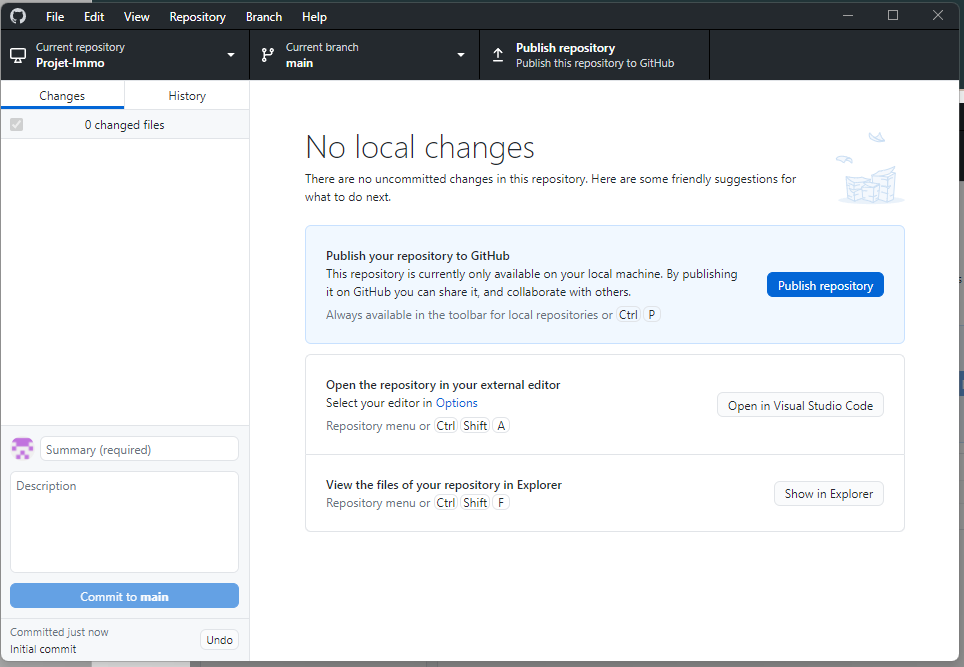 File Edit View Repository Branch Help
Current repository
Projet-Immo
Current branch
main
Publish repository
Publish this repository to GitHub
Changes
History
0 changed files
No local changes
There are no uncommitted changes in this repository. Here are some friendly suggestions for
what to do next.
Publish your repository to GitHub
This repository is currently only available on your local machine. By publishing
it on GitHub you can share it, and collaborate with others.
Always available in the toolbar for local repositories or Ctrl P
Publish repository
Open the repository in your external editor
Select your editor in Options
Repository menu or Ctrl Shift A
Open in Visual Studio Code
View the files of your repository in Explorer
Repository menu or Ctrl Shift F
Show in Explorer
Summary (required)
Description
Commit to main
Committed just now
Initial commit
Undo